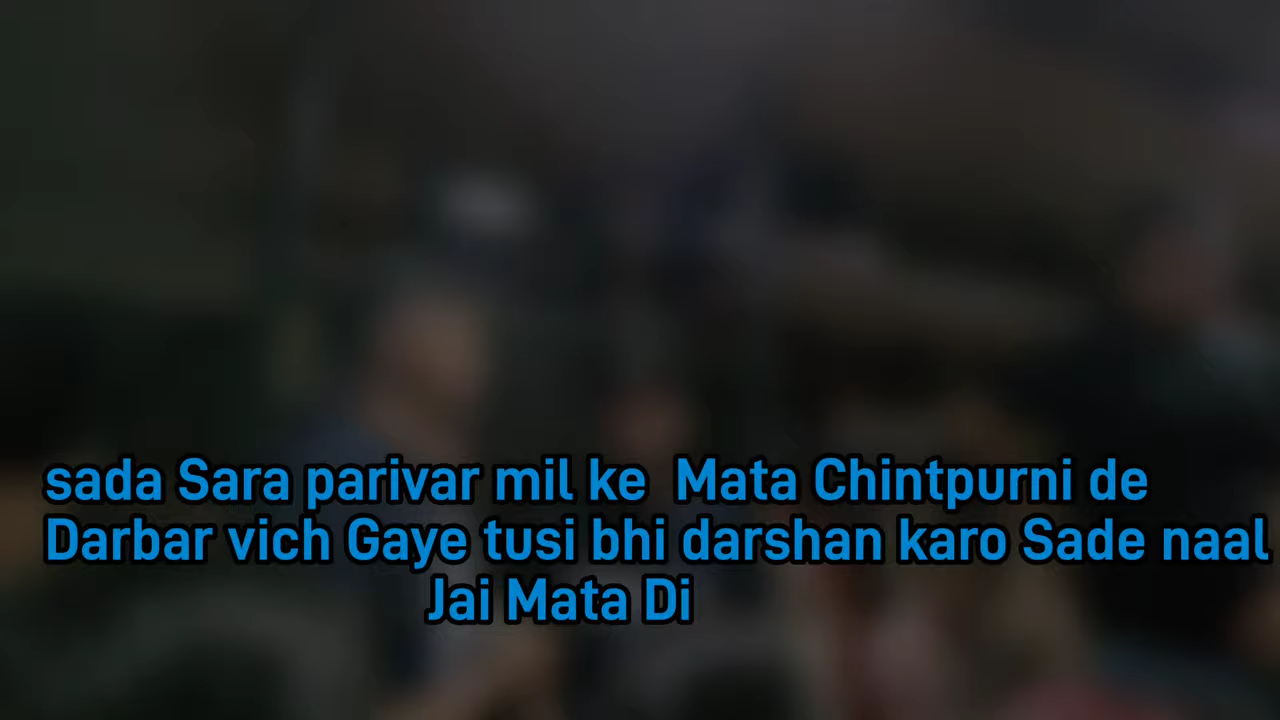 sada Sara parivar mil ke Mata Chintpurni de
Darbar vich Gaye tusi bhi darshan karo Sade naal
Jai Mata Di